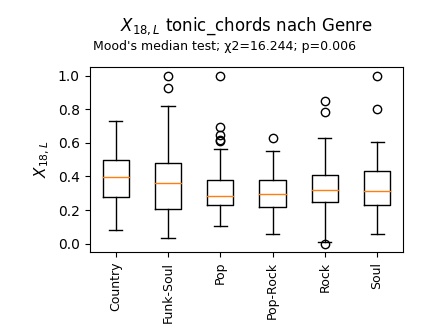 X18, L tonic_chords nach Genre
Mood's median test; χ2=16.244; p=0.006
X18, L
1.0
0.8
0.6
0.4
0.2
0.0
Country
Funk-Soul
Pop
Pop-Rock
Rock
Soul